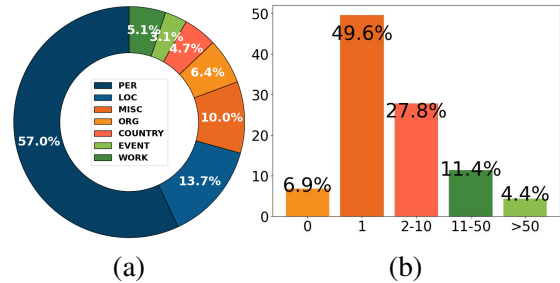 5.1%
3.1%
4.7%
6.4%
10.0%
13.7%
57.0%
PER
LOC
MISC
ORG
COUNTRY
EVENT
WORK
(a)
50
40
30
20
10
0
49.6%
27.8%
11.4%
6.9%
4.4%
0 1 2-10 11-50 >50
(b)